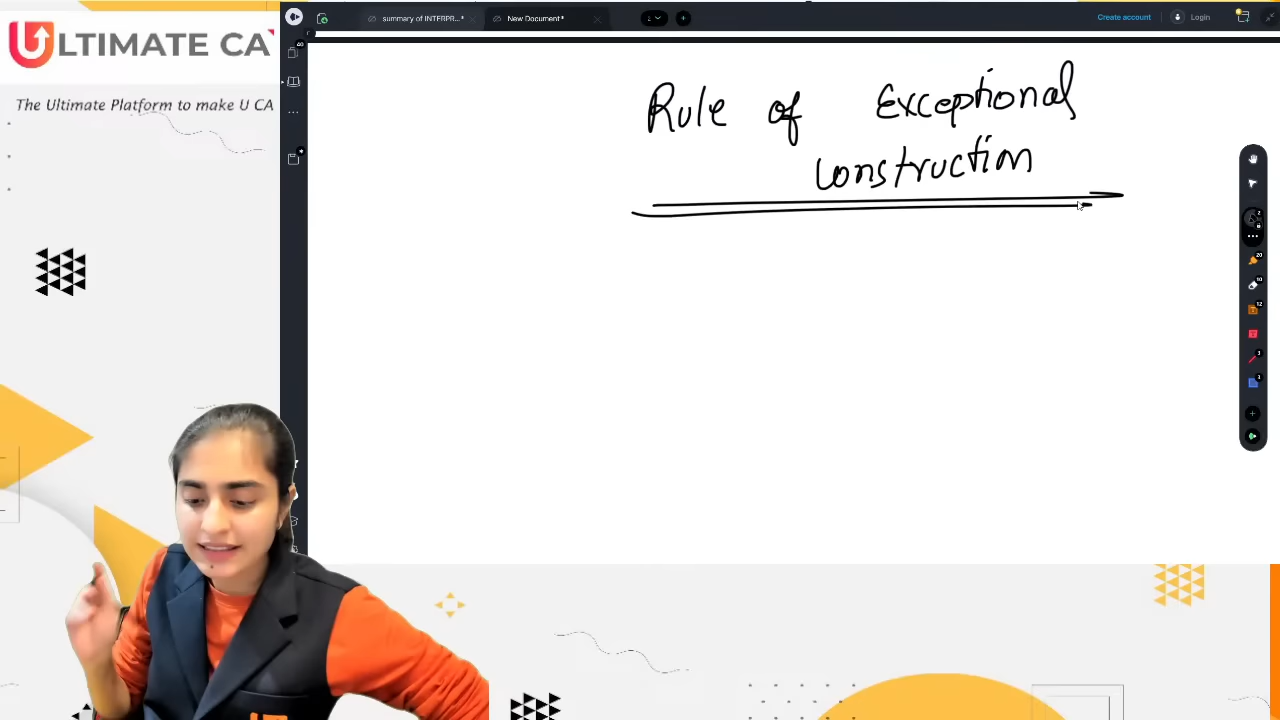 ULTIMATE CA
The Ultimate Platform to make U CA
summary of INTERPR...*
New Document*
2
Create account
Login
Rule of Exceptional
construction